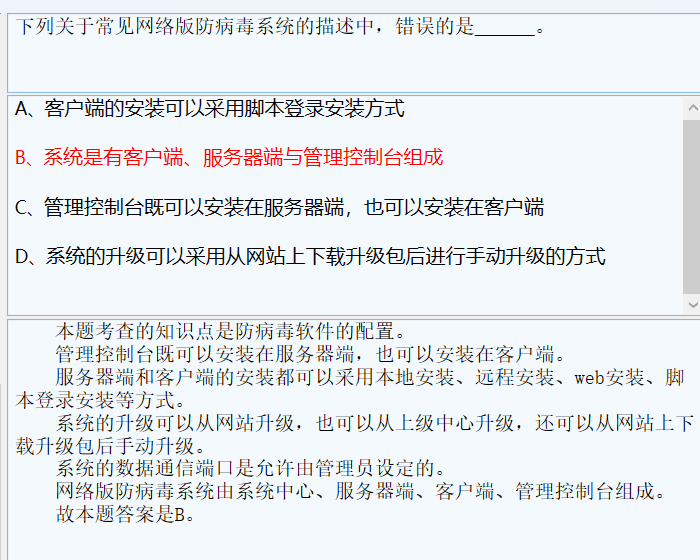 下列关于常见网络版防病毒系统的描述中，错误的是______。
A、客户端的安装可以采用脚本登录安装方式
B、系统是有客户端、服务器端与管理控制台组成
C、管理控制台既可以安装在服务器端，也可以安装在客户端
D、系统的升级可以采用从网站上下载升级包后进行手动升级的方式
本题考查的知识点是防病毒软件的配置。
管理控制台既可以安装在服务器端，也可以安装在客户端。
服务器端和客户端的安装都可以采用本地安装、远程安装、web安装、脚
本登录安装等方式。
系统的升级可以从网站升级，也可以从上级中心升级，还可以从网站上下
载升级包后手动升级。
系统的数据通信端口是允许由管理员设定的。
网络版防病毒系统由系统中心、服务器端、客户端、管理控制台组成。
故本题答案是B。